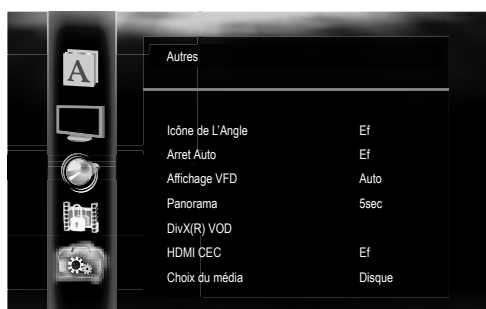 A
Autres
Icône de L'Angle Ef
Arret Auto Ef
Affichage VFD Auto
Panorama 5sec
DivX(R) VOD
HDMI CEC Ef
Choix du média Disque